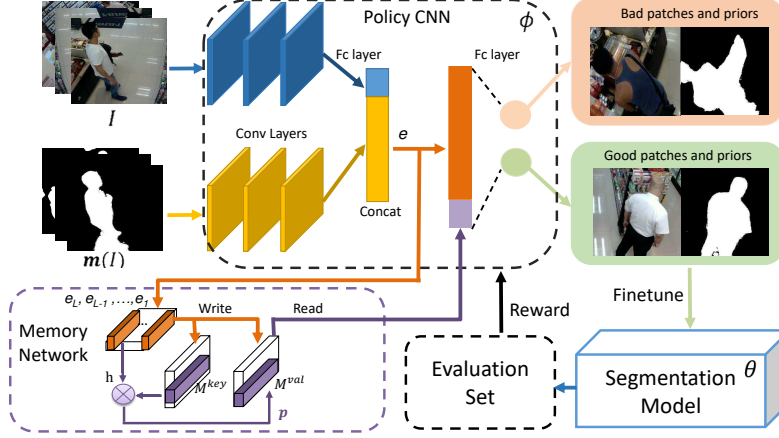 Policy CNN
ϕ
Bad patches and priors
Fc layer
Fc layer
I
Conv Layers
e
Good patches and priors
Concat
m(I)
e_L, e_{L-1}, ...,e_1
Write
Read
Reward
Finetune
Memory
Network
..
h
M^{key}
M^{val}
p
Evaluation
Set
Segmentation
Model
θ